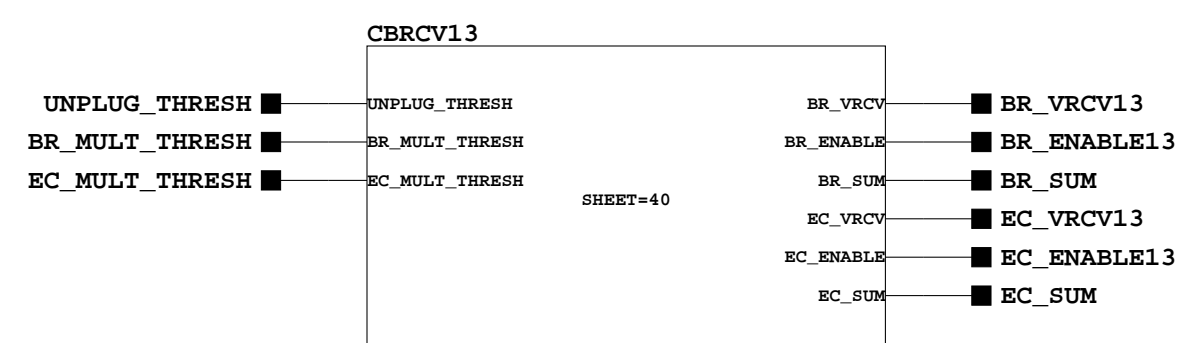 CBRCV13
UNPLUG_THRESH UNPLUG_THRESH BR_VRCV BR_VRCV13
BR_MULT_THRESH BR_MULT_THRESH BR_ENABLE BR_ENABLE13
EC_MULT_THRESH EC_MULT_THRESH BR_SUM BR_SUM
SHEET=40
EC_VRCV EC_VRCV13
EC_ENABLE EC_ENABLE13
EC_SUM EC_SUM